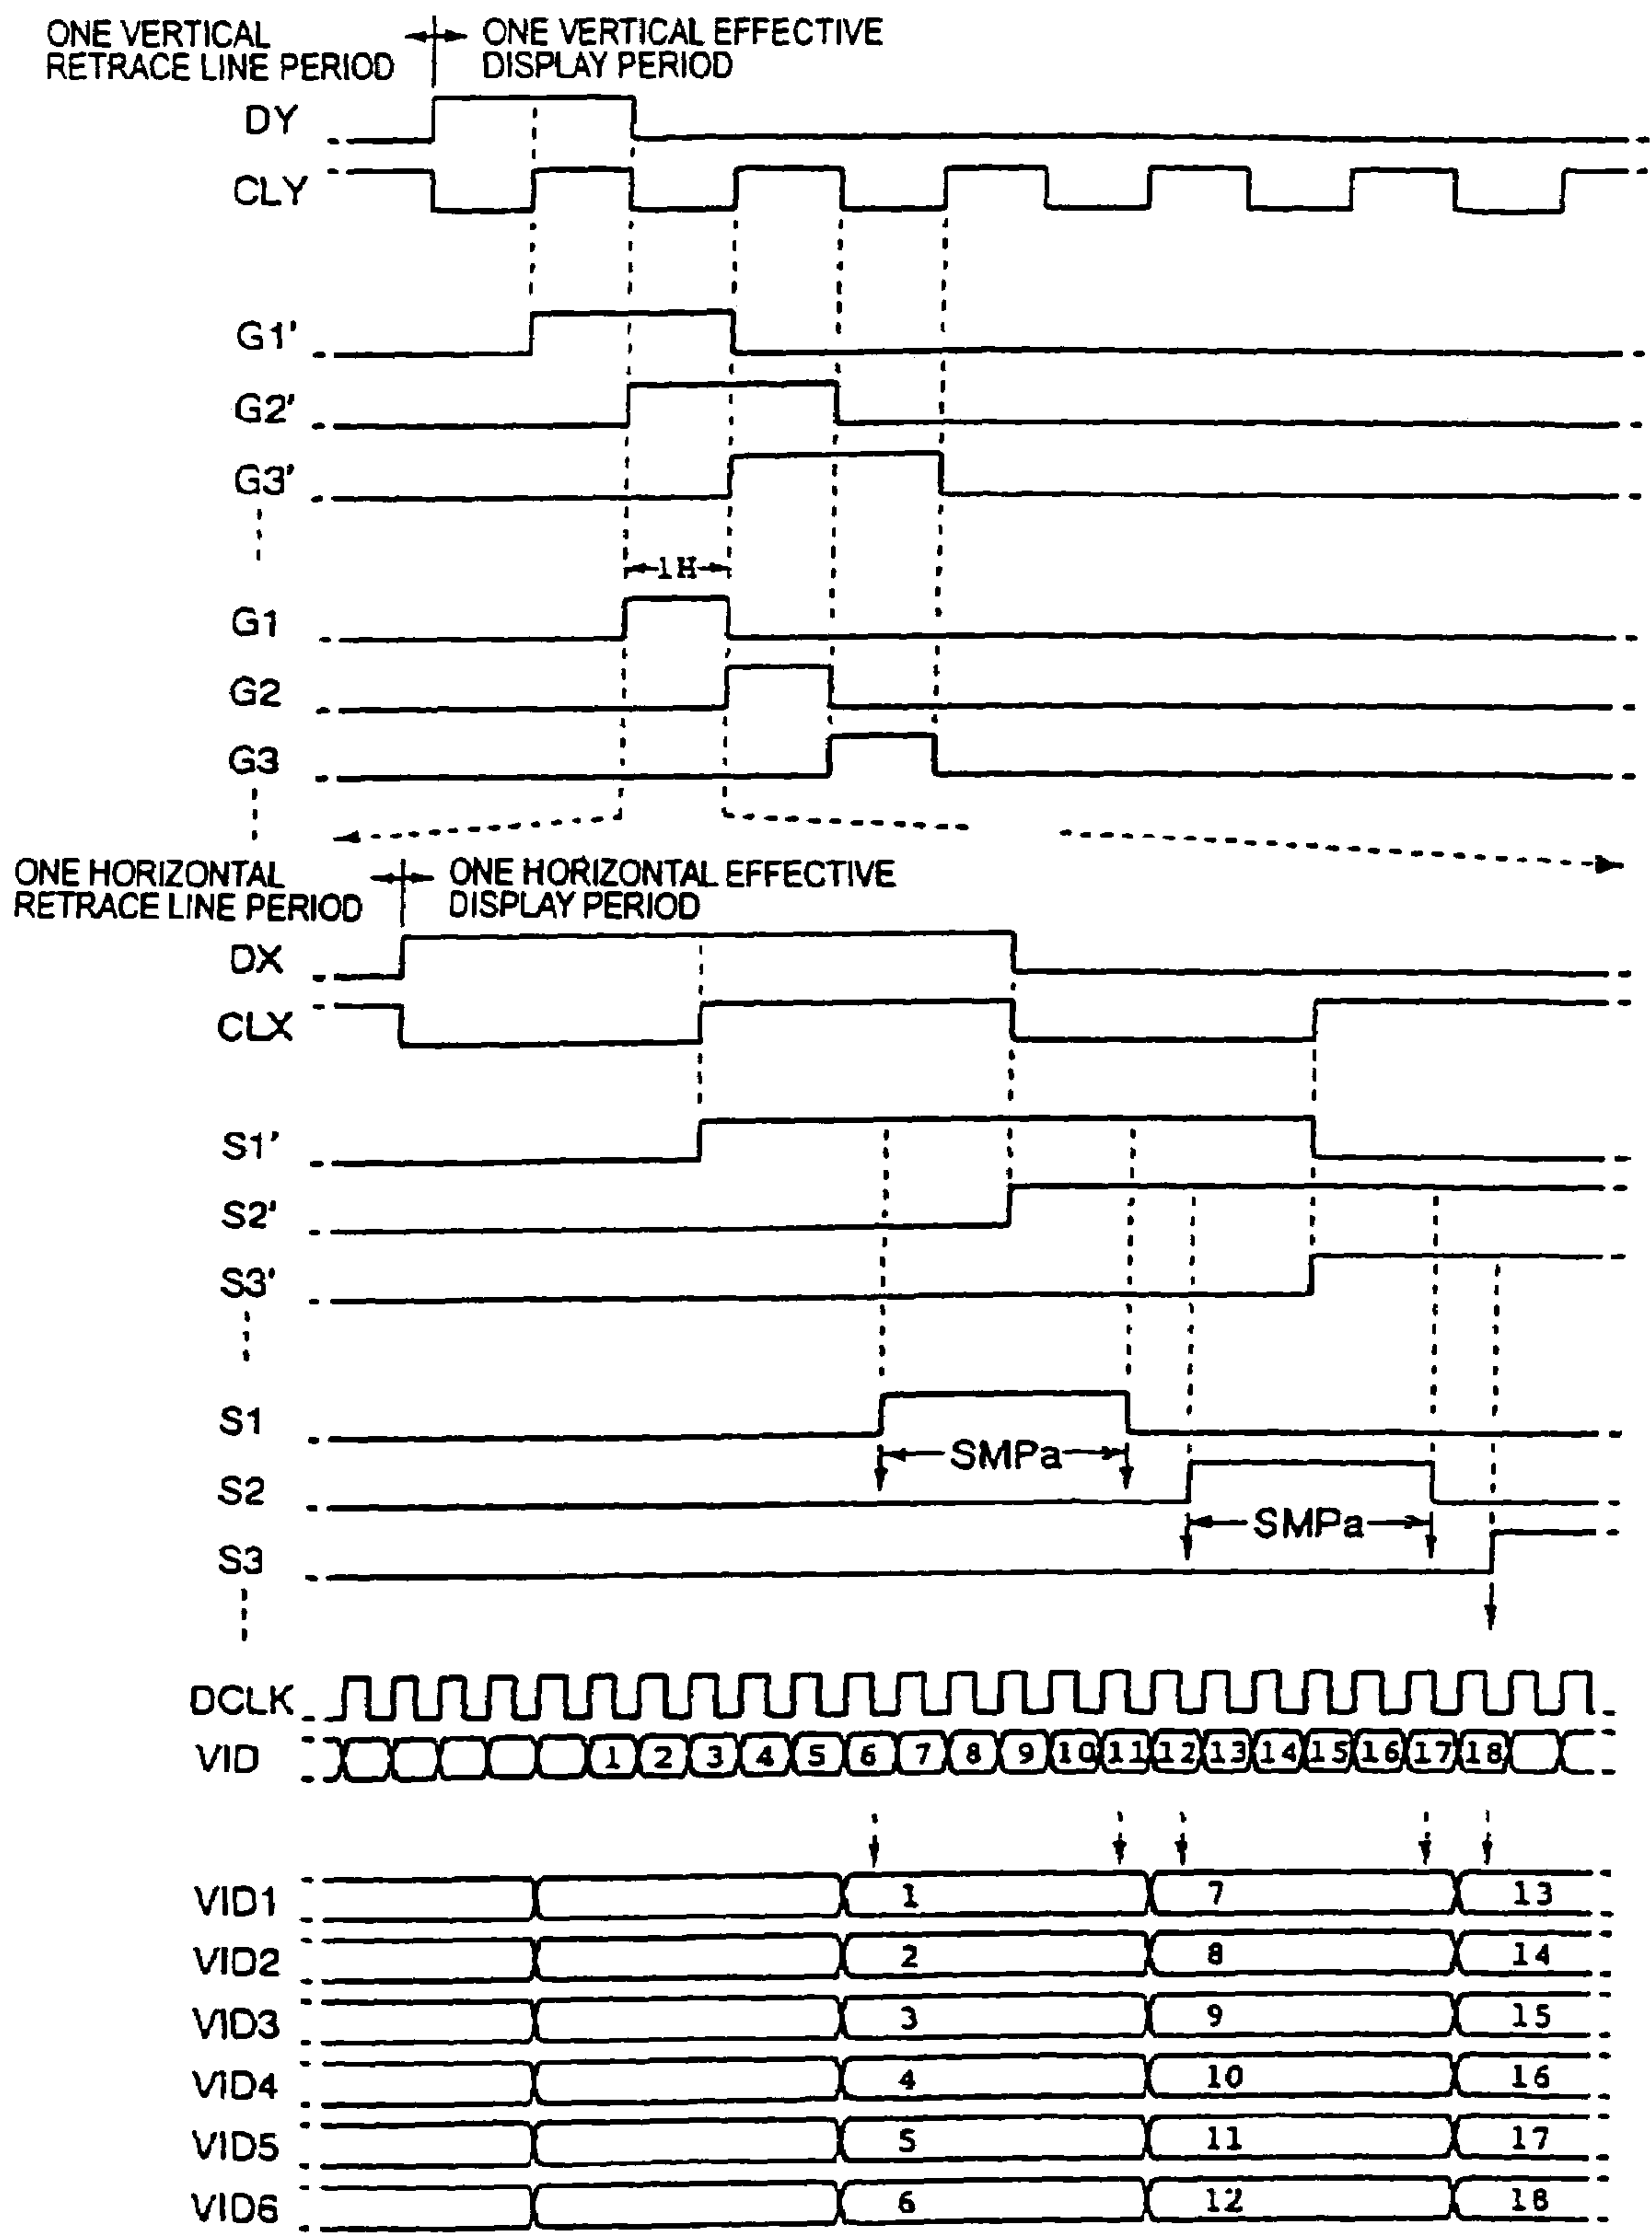 ONE VERTICAL
RETRACE LINE PERIOD
ONE VERTICAL EFFECTIVE
DISPLAY PERIOD
DY
CLY
G1'
G2'
G3'
1H
G1
G2
G3
ONE HORIZONTAL
RETRACE LINE PERIOD
ONE HORIZONTAL EFFECTIVE
DISPLAY PERIOD
DX
CLX
S1'
S2'
S3'
S1
SMPa
S2
SMPa
S3
DCLK
VID 1 2 3 4 5 6 7 8 9 10 11 12 13 14 15 16 17 18
VID1 1 7 13
VID2 2 8 14
VID3 3 9 15
VID4 4 10 16
VID5 5 11 17
VID6 6 12 18